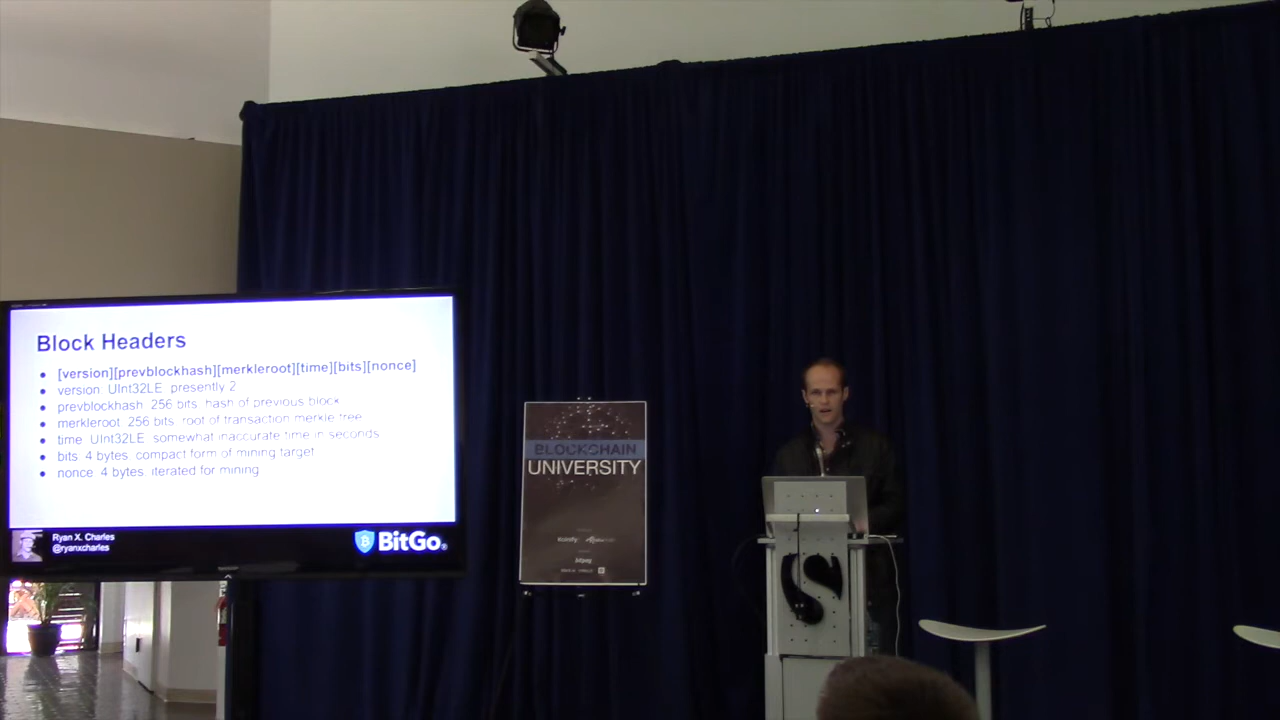 Block Headers
[version][prevblockhash][merkleroot][time][bits][nonce]
version: UInt32LE: presently 2
prevblockhash: 256 bits: hash of previous block
merkleroot: 256 bits: root of transaction merkle tree
time: UInt32LE: somewhat inaccurate time in seconds
bits: 4 bytes: compact form of mining target
nonce: 4 bytes: iterated for mining
Ryan X. Charles
@ryanxcharles
BitGo
BLOCKCHAIN
UNIVERSITY
S